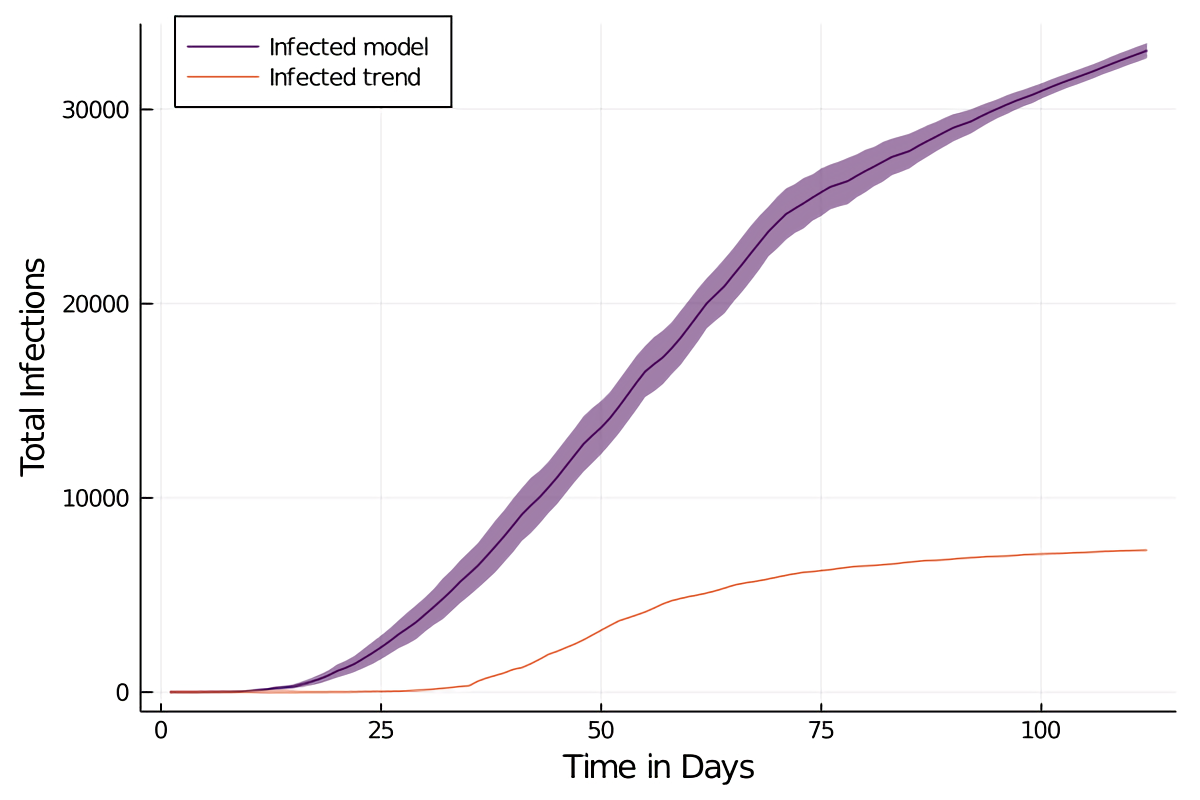 Infected model
Infected trend
Total Infections
30000
20000
10000
0
0 25 50 75 100
Time in Days